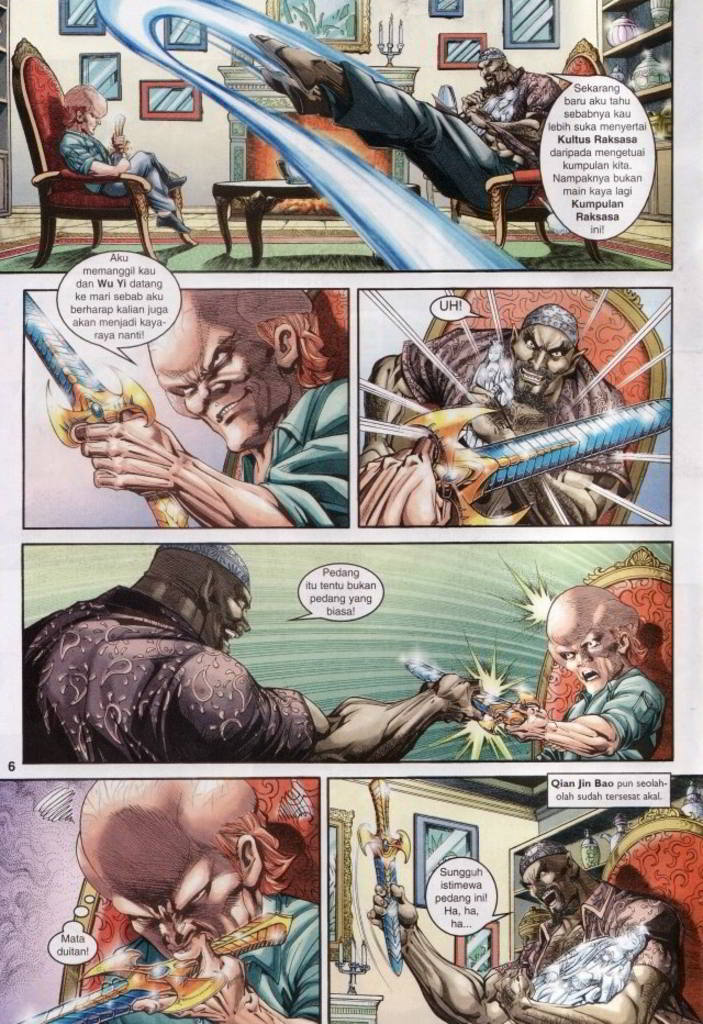 Sekarang
baru aku tahu
sebabnya kau
lebih suka menyertai
Kultus Raksasa
daripada mengetuai
kumpulan kita.
Nampaknya bukan
main kaya lagi
Kumpulan
Raksasa
ini!
Aku
memanggil kau
dan Wu Yi datang
ke mari sebab aku
berharap kalian juga
akan menjadi kaya-
raya nanti!
UH!
Pedang
itu tentu bukan
pedang yang
biasa!
6
Mata
duitan!
Qian Jin Bao pun seolah-
olah sudah tersesat akal.
Sungguh
istimewa
pedang ini!
Ha, ha,
ha...